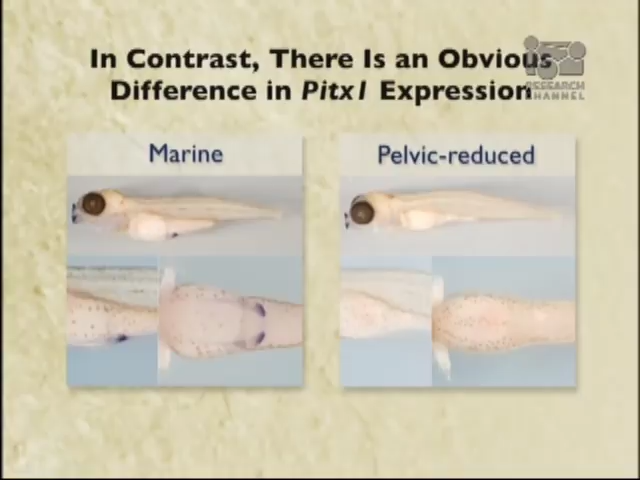 In Contrast, There Is an Obvious
Difference in Pitx1 Expression
RESEARCH
CHANNEL
Marine
Pelvic-reduced